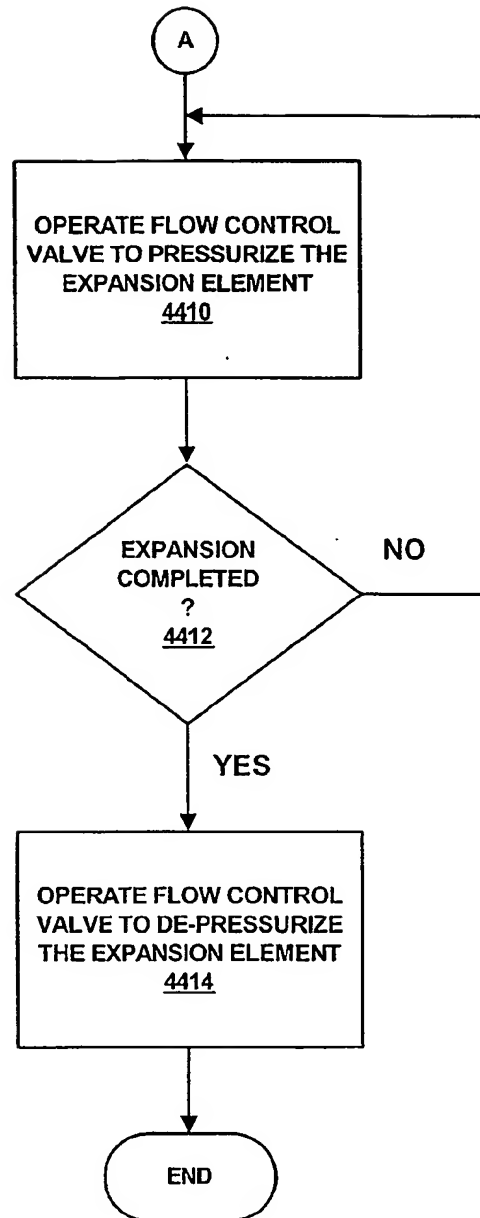 A
OPERATE FLOW CONTROL
VALVE TO PRESSURIZE THE
EXPANSION ELEMENT
4410
EXPANSION
COMPLETED
?
4412
NO
YES
OPERATE FLOW CONTROL
VALVE TO DE-PRESSURIZE
THE EXPANSION ELEMENT
4414
END